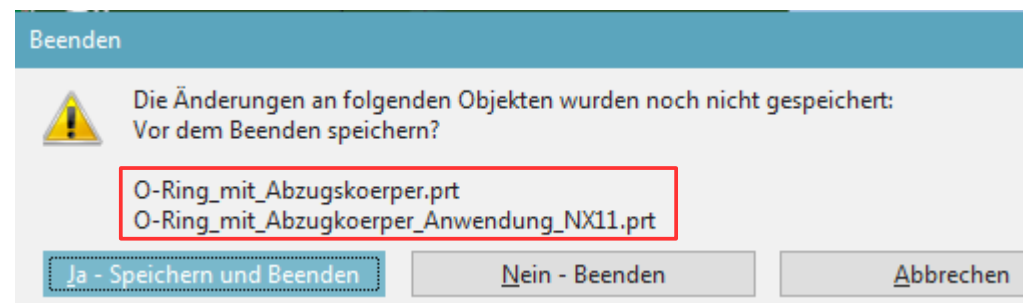 Beenden
Die Änderungen an folgenden Objekten wurden noch nicht gespeichert:
Vor dem Beenden speichern?
O-Ring_mit_Abzugskoerper.prt
O-Ring_mit_Abzugkoerper_Anwendung_NX11.prt
Ja - Speichern und Beenden
Nein - Beenden
Abbrechen